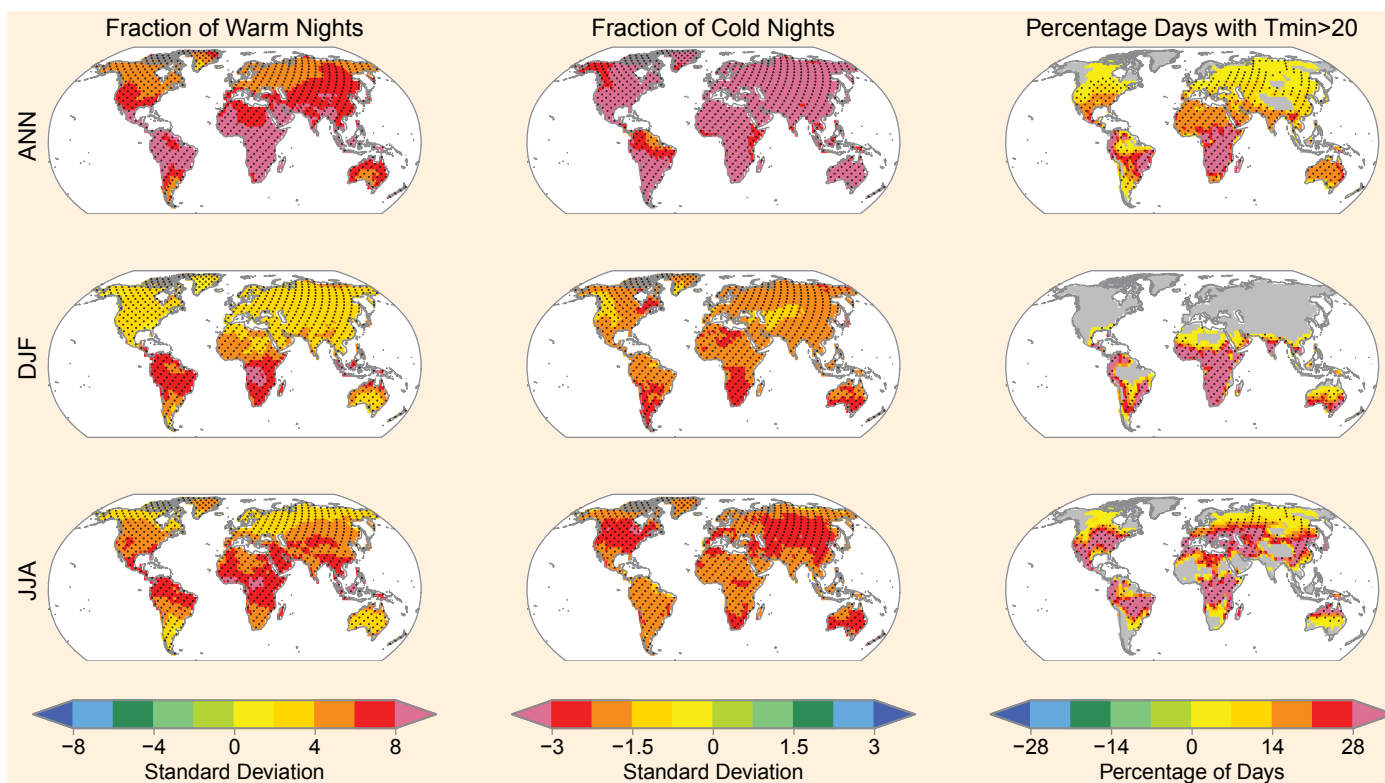 Fraction of Warm Nights
Fraction of Cold Nights
Percentage Days with Tmin>20
ANN
DJF
JJA
−8 −4 0 4 8
Standard Deviation
−3 −1.5 0 1.5 3
Standard Deviation
−28 −14 0 14 28
Percentage of Days